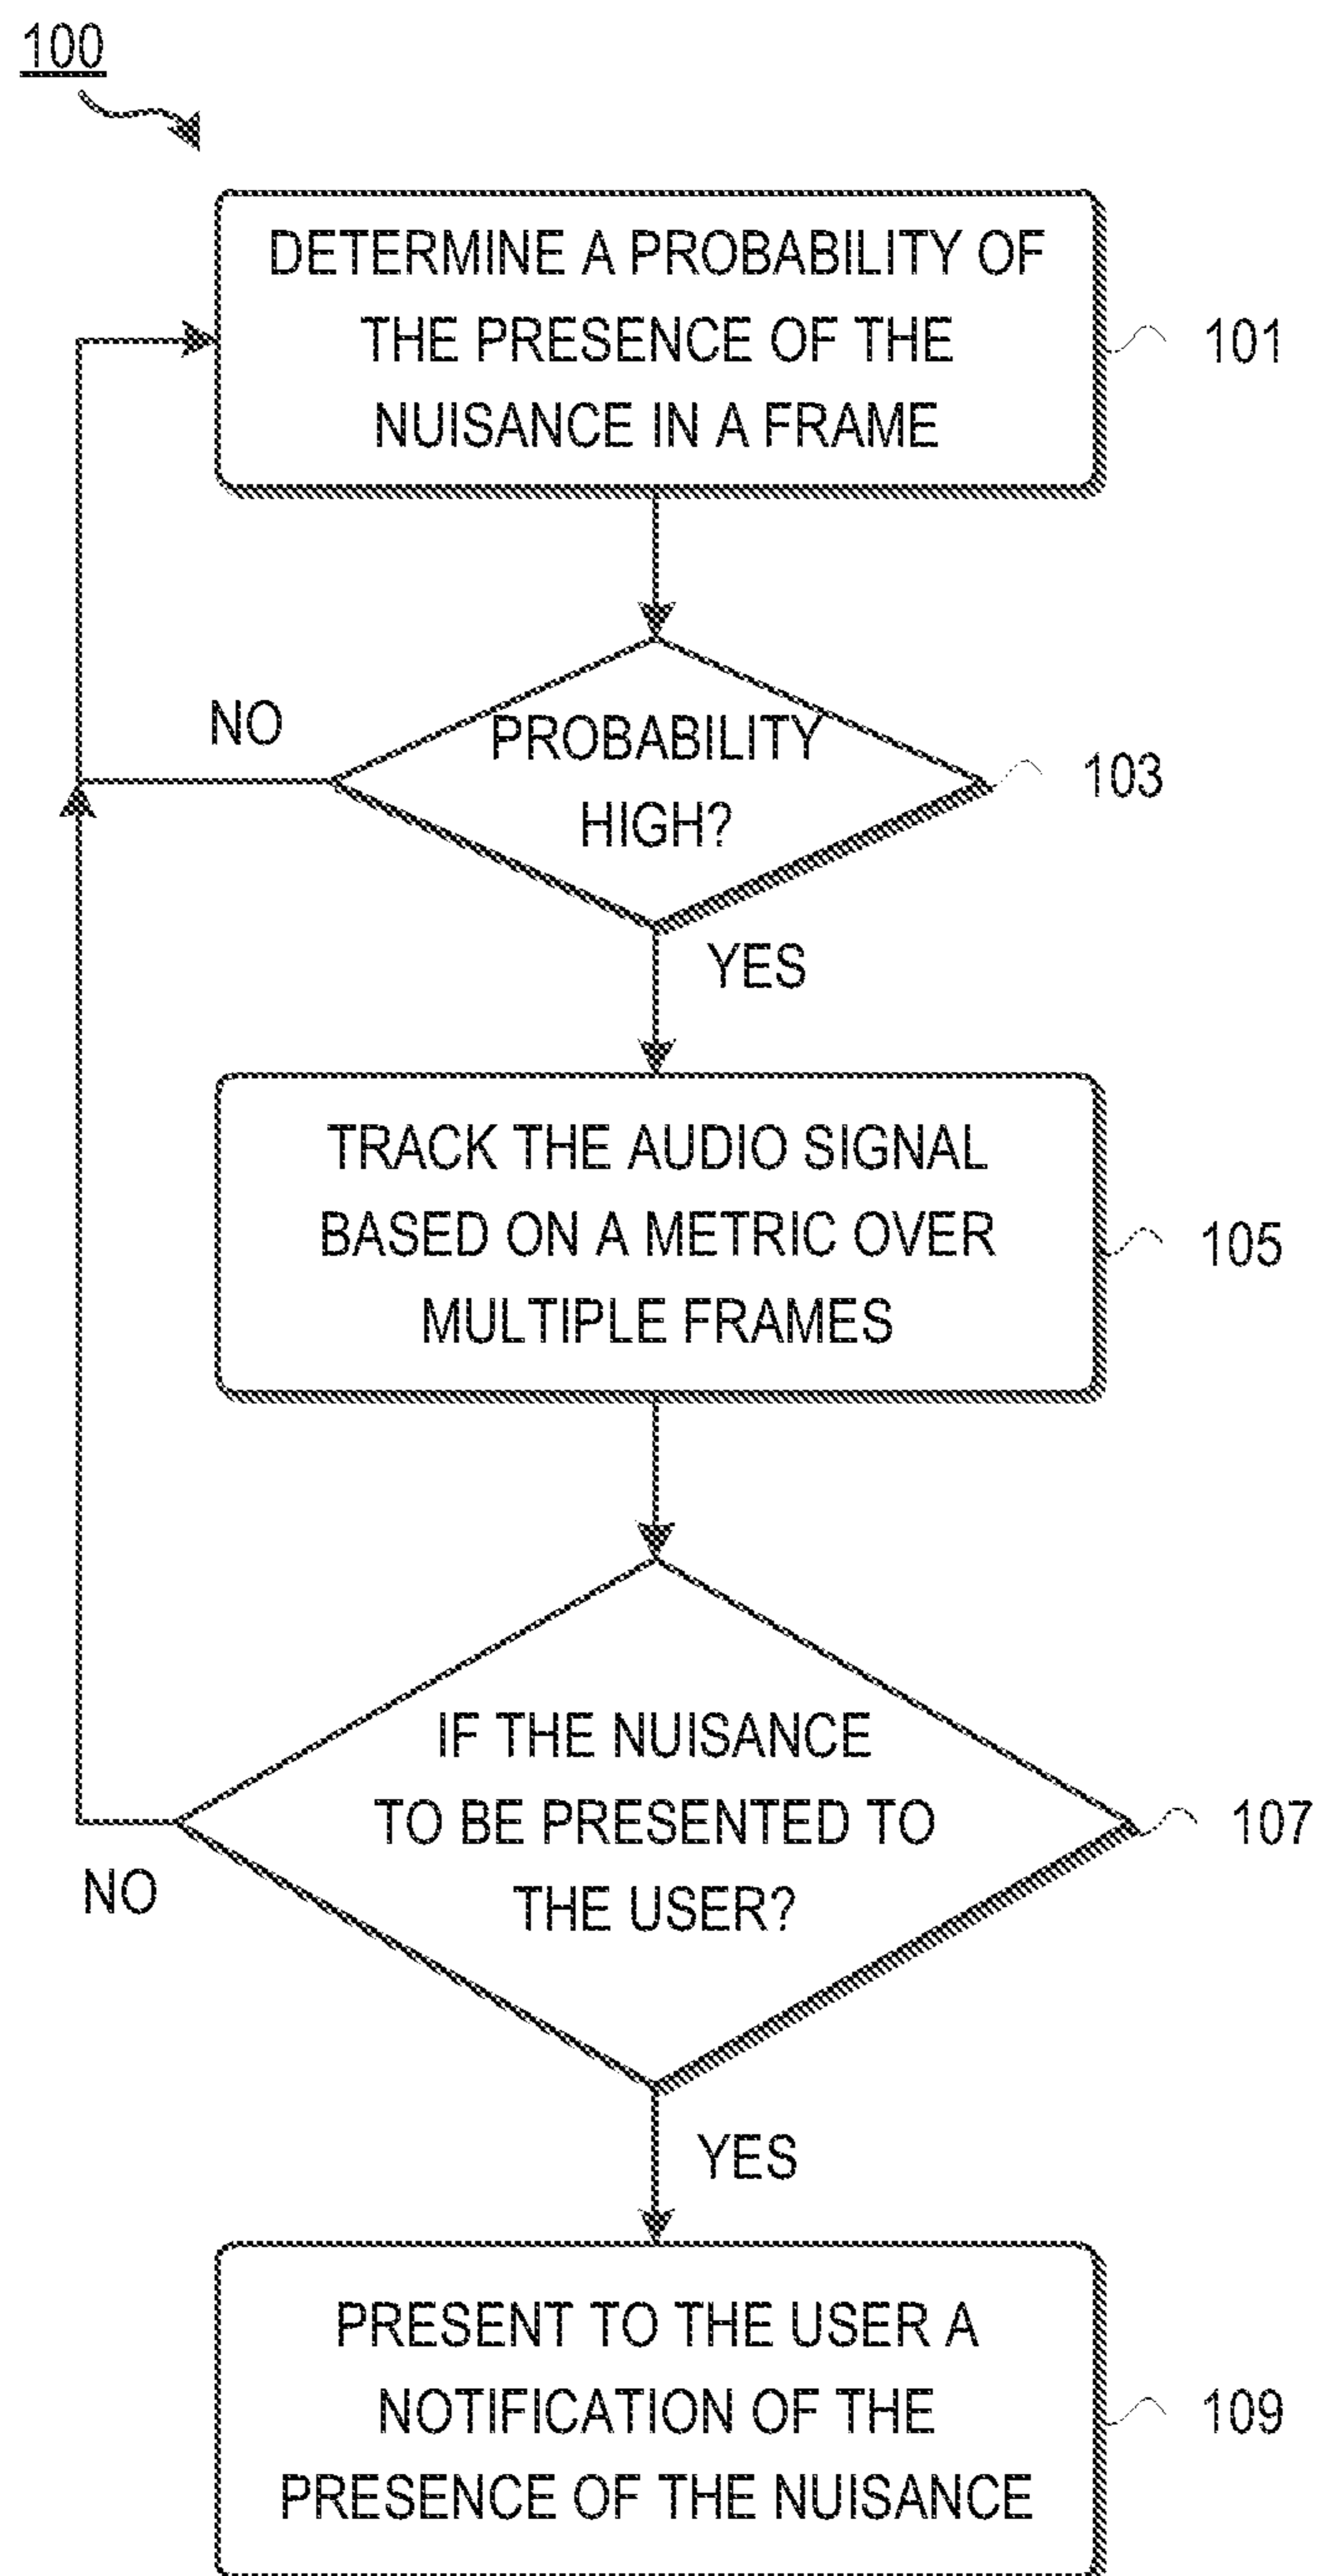 100
DETERMINE A PROBABILITY OF
THE PRESENCE OF THE
NUISANCE IN A FRAME
101
NO
PROBABILITY
HIGH?
103
YES
TRACK THE AUDIO SIGNAL
BASED ON A METRIC OVER
MULTIPLE FRAMES
105
IF THE NUISANCE
TO BE PRESENTED TO
THE USER?
107
NO
YES
PRESENT TO THE USER A
NOTIFICATION OF THE
PRESENCE OF THE NUISANCE
109